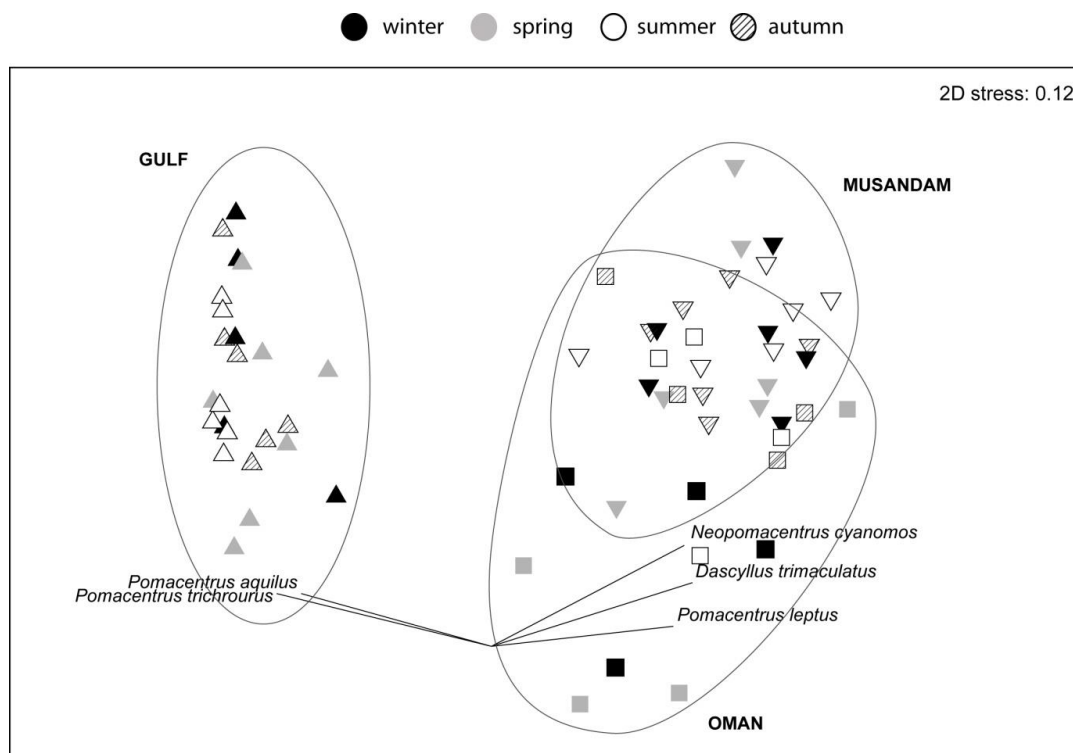 winter spring summer autumn
2D stress: 0.12
GULF
MUSANDAM
Neopomacentrus cyanomos
Dascyllus trimaculatus
Pomacentrus aquilus
Pomacentrus trichrourus
Pomacentrus leptus
OMAN